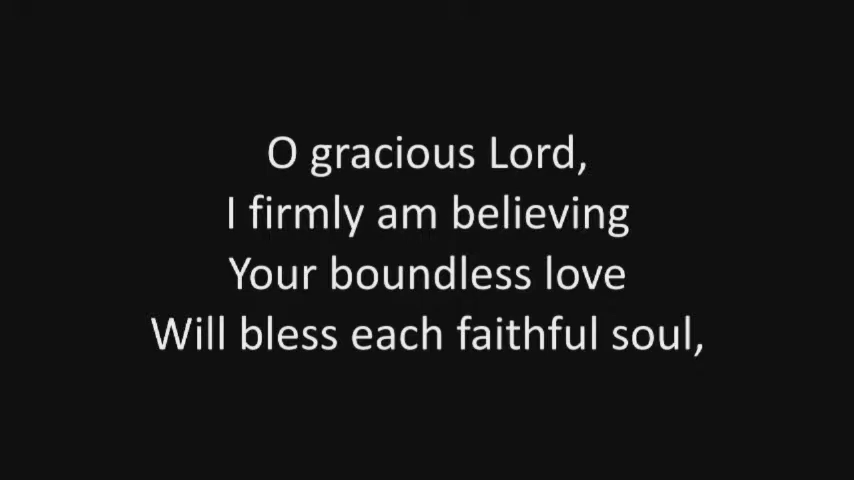 O gracious Lord,
I firmly am believing
Your boundless love
Will bless each faithful soul,